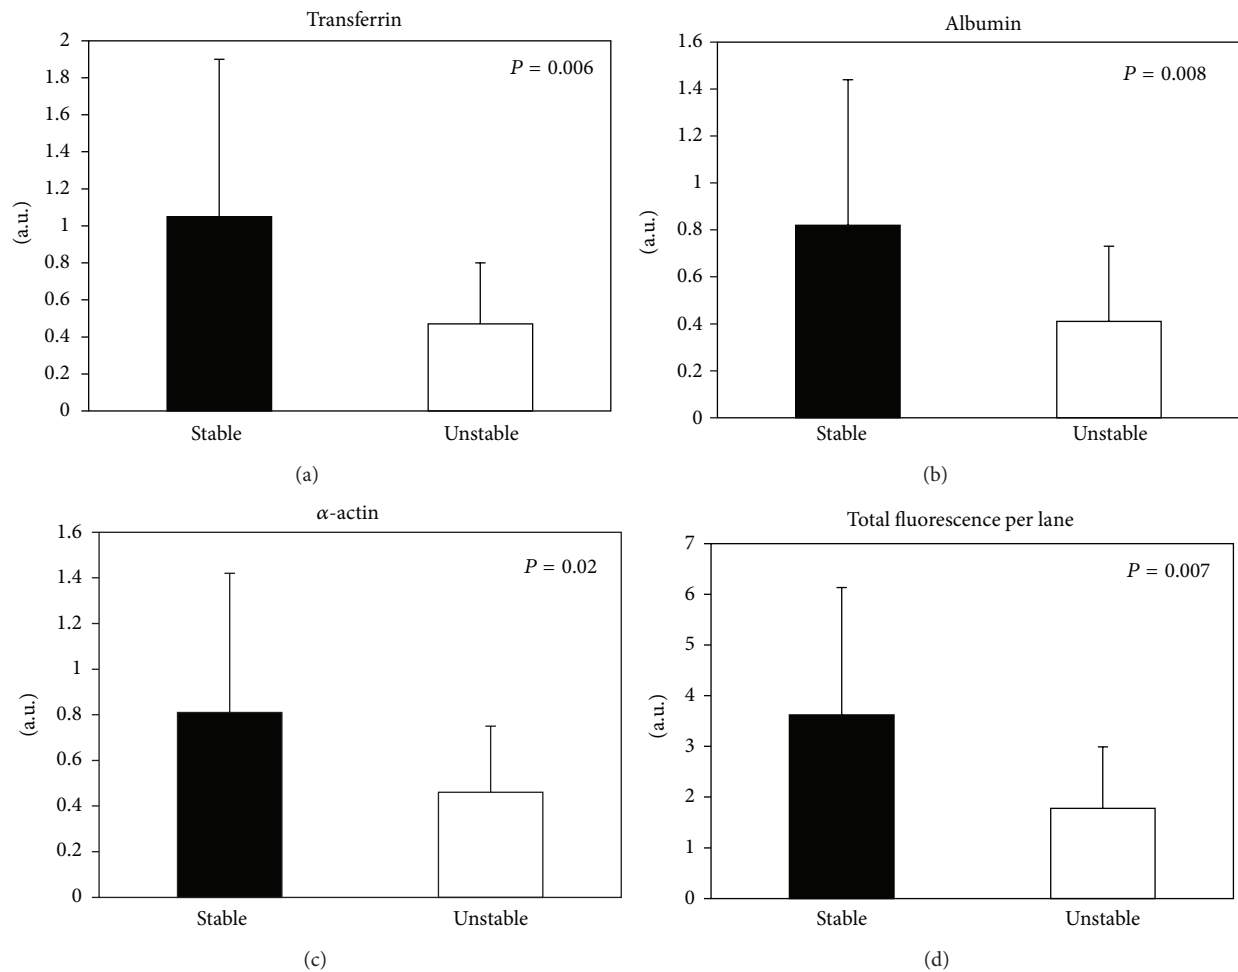 Transferrin
P = 0.006
2
1.8
1.6
1.4
1.2
1
0.8
0.6
0.4
0.2
0
(a.u.)
Stable
Unstable
(a)
Albumin
P = 0.008
1.6
1.4
1.2
1
0.8
0.6
0.4
0.2
0
(a.u.)
Stable
Unstable
(b)
α-actin
P = 0.02
1.6
1.4
1.2
1
0.8
0.6
0.4
0.2
0
(a.u.)
Stable
Unstable
(c)
Total fluorescence per lane
P = 0.007
7
6
5
4
3
2
1
0
(a.u.)
Stable
Unstable
(d)